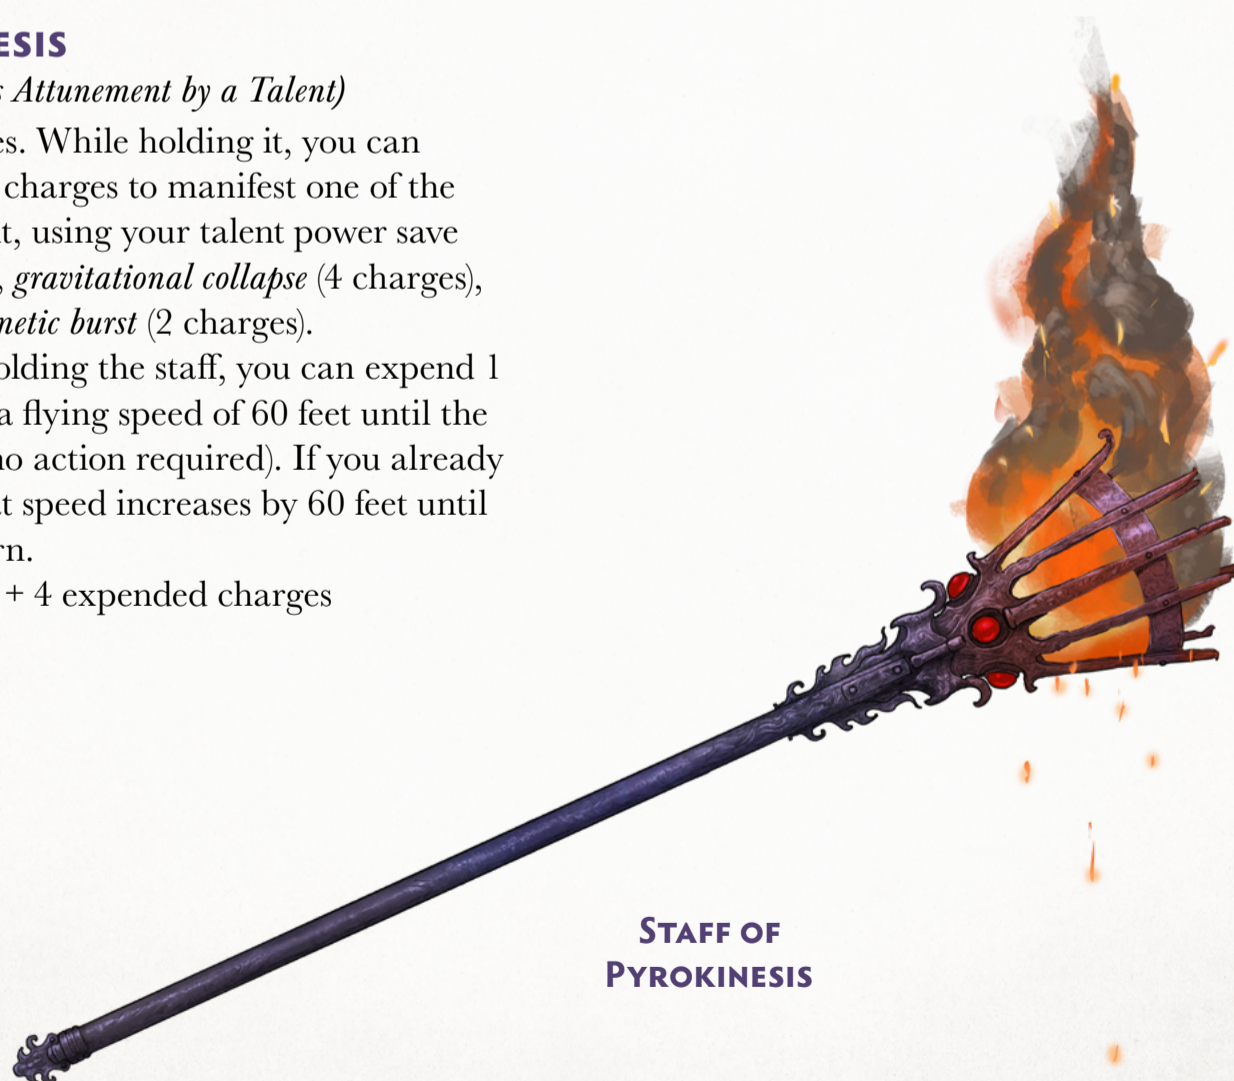 ESIS
s Attunement by a Talent)
es. While holding it, you can
charges to manifest one of the
t, using your talent power save
, gravitational collapse (4 charges),
netic burst (2 charges).
olding the staff, you can expend 1
a flying speed of 60 feet until the
no action required). If you already
t speed increases by 60 feet until
rn.
+ 4 expended charges
Staff of
Pyrokinesis